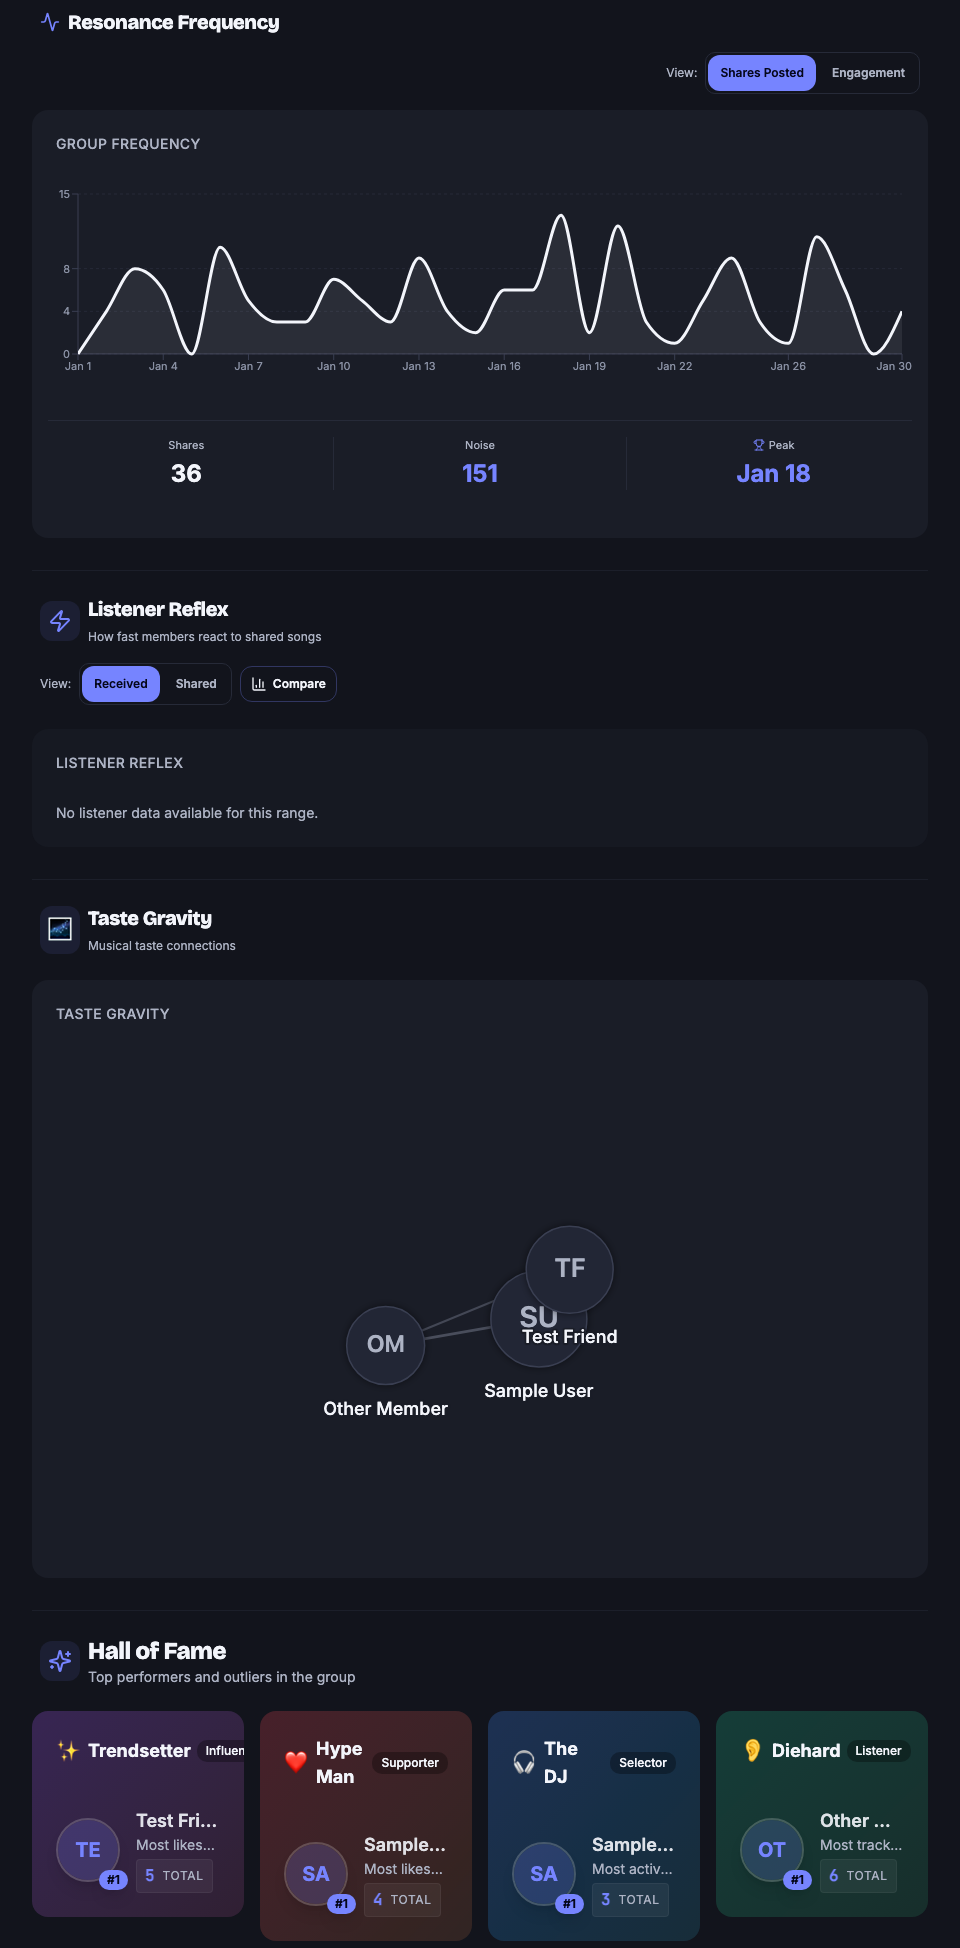 Resonance Frequency
View: Shares Posted Engagement
GROUP FREQUENCY
15
8
4
0
Jan 1 Jan 4 Jan 7 Jan 10 Jan 13 Jan 16 Jan 19 Jan 22 Jan 26 Jan 30
Shares Noise Peak
36 151 Jan 18
Listener Reflex
How fast members react to shared songs
View: Received Shared Compare
LISTENER REFLEX
No listener data available for this range.
Taste Gravity
Musical taste connections
TASTE GRAVITY
TF
SU
OM
Test Friend
Sample User
Other Member
Hall of Fame
Top performers and outliers in the group
Trendsetter Influen
TE
#1
Test Fri...
Most likes...
5 TOTAL
Hype
Man
Supporter
SA
#1
Sample...
Most likes...
4 TOTAL
The
DJ
Selector
SA
#1
Sample...
Most activ...
3 TOTAL
Diehard Listener
OT
#1
Other ...
Most track...
6 TOTAL